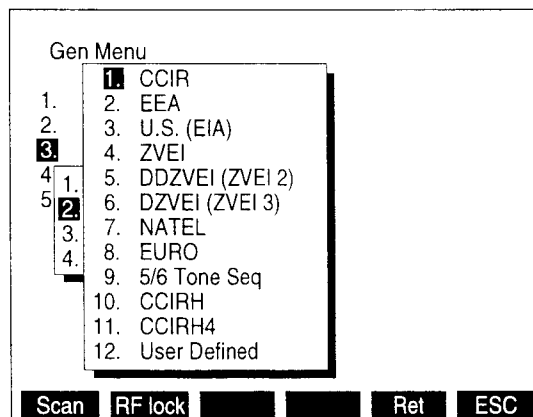 Gen Menu
1.
2.
3.
4
5
1.
2.
3.
4.
1. CCIR
2. EEA
3. U.S. (EIA)
4. ZVEI
5. DDZVEI (ZVEI 2)
6. DZVEI (ZVEI 3)
7. NATEL
8. EURO
9. 5/6 Tone Seq
10. CCIRH
11. CCIRH4
12. User Defined
Scan RF lock Ret ESC